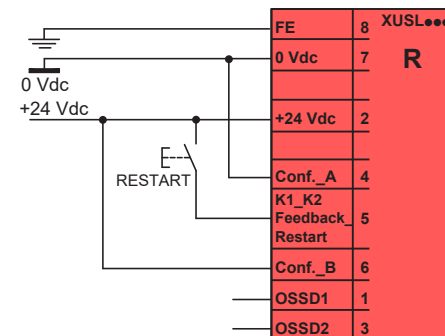 FE 8 XUSL•••
0 Vdc 7 R
0 Vdc
+24 Vdc
+24 Vdc 2
RESTART
Conf._A 4
K1_K2
Feedback_ 5
Restart
Conf._B 6
OSSD1 1
OSSD2 3